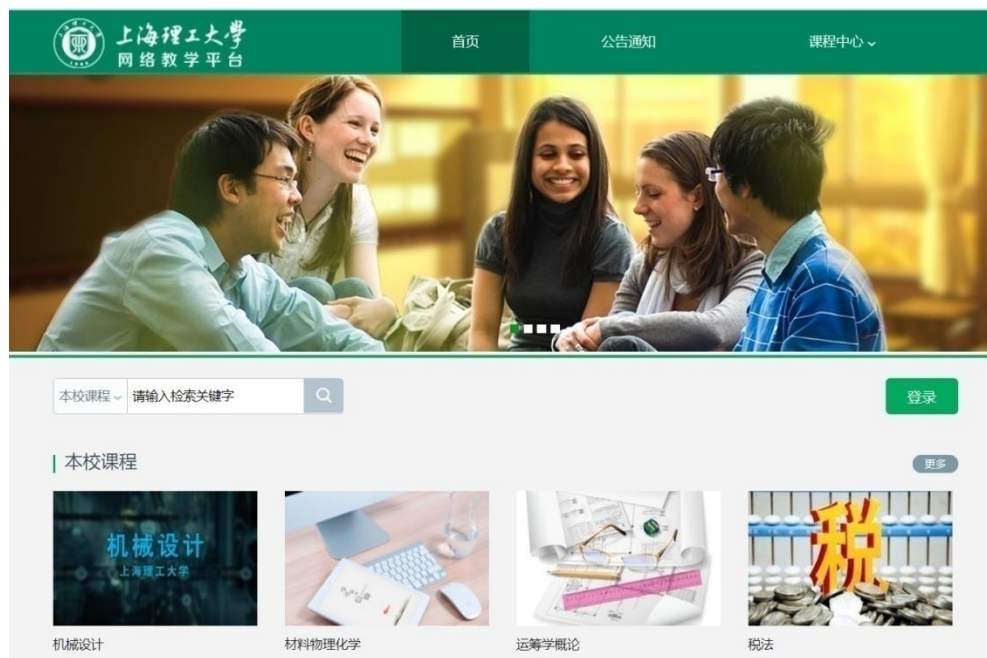 上海理工大學
网络教学平台
首页
公告通知
课程中心
本校课程
请输入检索关键字
登录
本校课程
更多
机械设计
上海理工大学
税
机械设计
材料物理化学
运筹学概论
税法